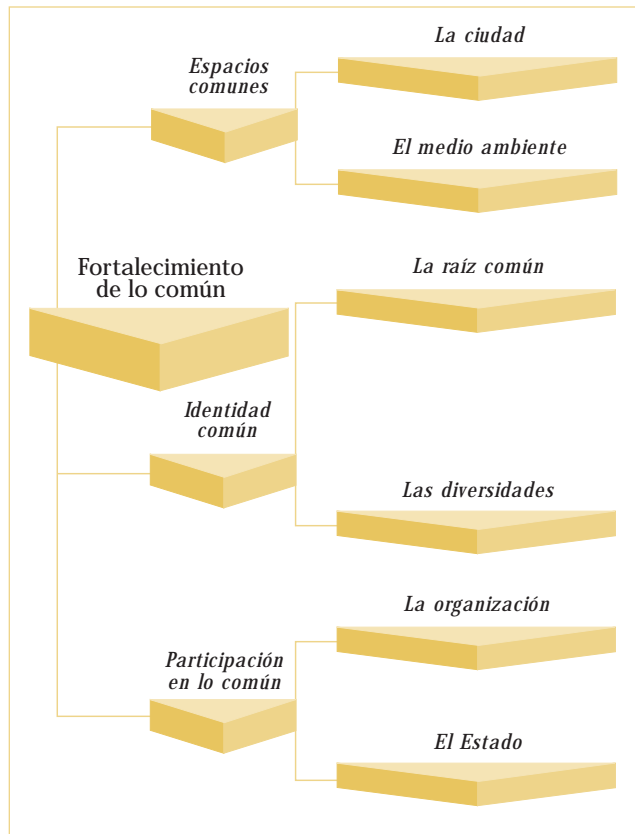 La ciudad
Espacios
comunes
El medio ambiente
Fortalecimiento
de lo común
La raíz común
Identidad
común
Las diversidades
La organización
Participación
en lo común
El Estado